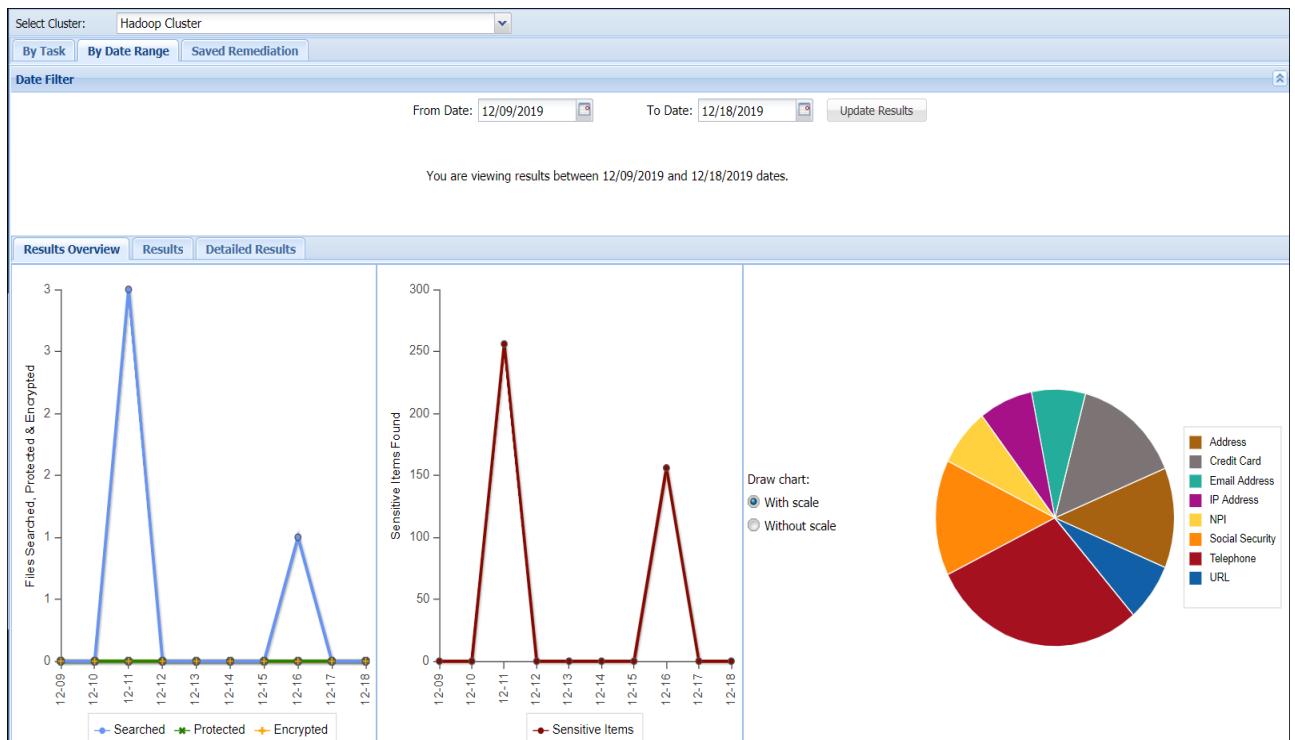 Select Cluster: Hadoop Cluster
By Task By Date Range Saved Remediation
Date Filter
From Date: 12/09/2019 To Date: 12/18/2019 Update Results
You are viewing results between 12/09/2019 and 12/18/2019 dates.
Results Overview Results Detailed Results
Files Searched, Protected & Encrypted
3
3
2
2
1
1
0
12-09 12-10 12-11 12-12 12-13 12-14 12-15 12-16 12-17 12-18
Searched Protected Encrypted
Sensitive Items Found
300
250
200
150
100
50
0
12-09 12-10 12-11 12-12 12-13 12-14 12-15 12-16 12-17 12-18
Sensitive Items
Draw chart:
With scale
Without scale
Address
Credit Card
Email Address
IP Address
NPI
Social Security
Telephone
URL